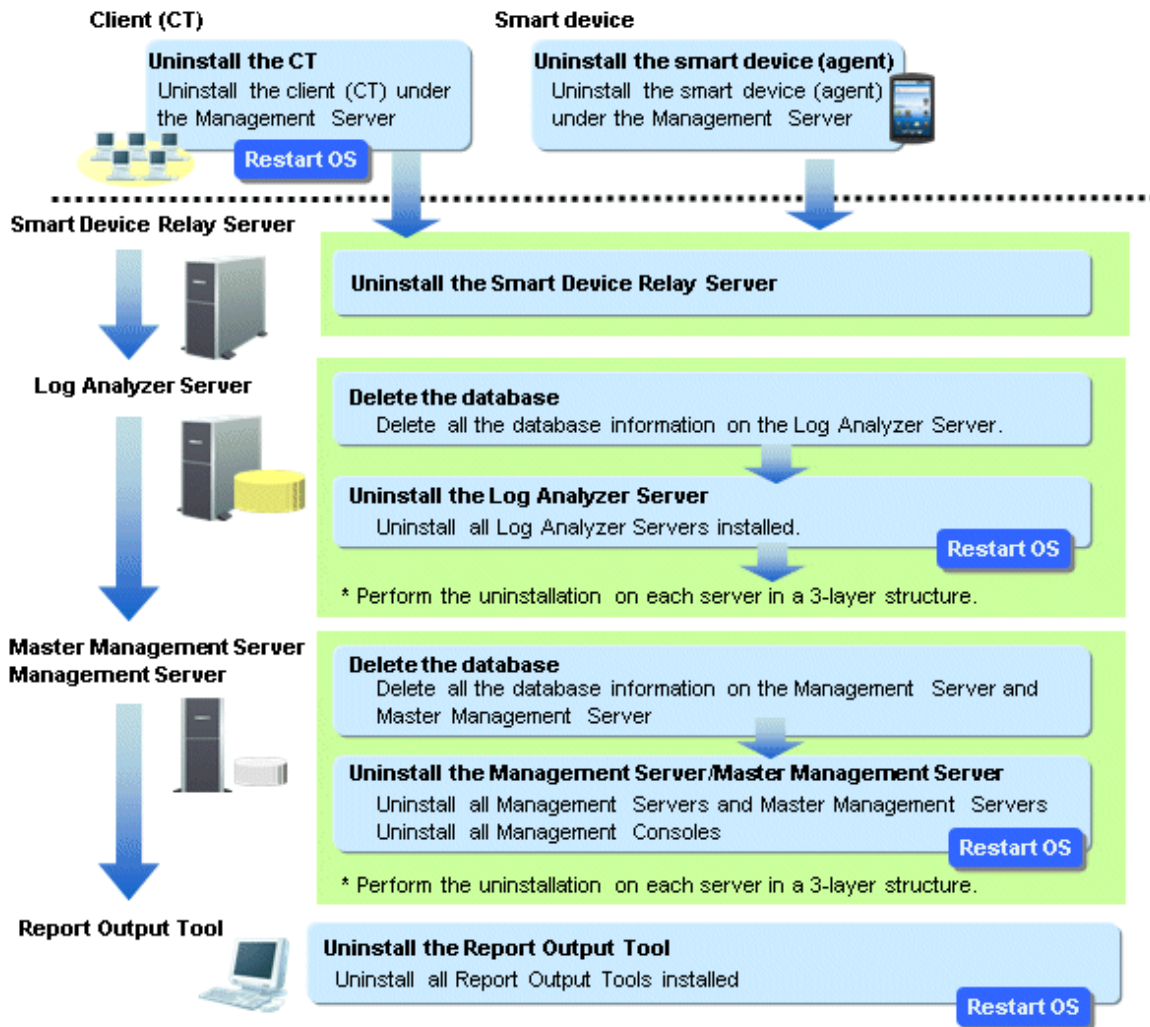 Client (CT)
Smart device
Uninstall the CT
Uninstall the client (CT) under
the Management Server
Restart OS
Uninstall the smart device (agent)
Uninstall the smart device (agent)
under the Management Server
Smart Device Relay Server
Uninstall the Smart Device Relay Server
Log Analyzer Server
Delete the database
Delete all the database information on the Log Analyzer Server.
Uninstall the Log Analyzer Server
Uninstall all Log Analyzer Servers installed.
Restart OS
* Perform the uninstallation on each server in a 3-layer structure.
Master Management Server
Management Server
Delete the database
Delete all the database information on the Management Server and
Master Management Server
Uninstall the Management Server/Master Management Server
Uninstall all Management Servers and Master Management Servers
Uninstall all Management Consoles
Restart OS
* Perform the uninstallation on each server in a 3-layer structure.
Report Output Tool
Uninstall the Report Output Tool
Uninstall all Report Output Tools installed
Restart OS